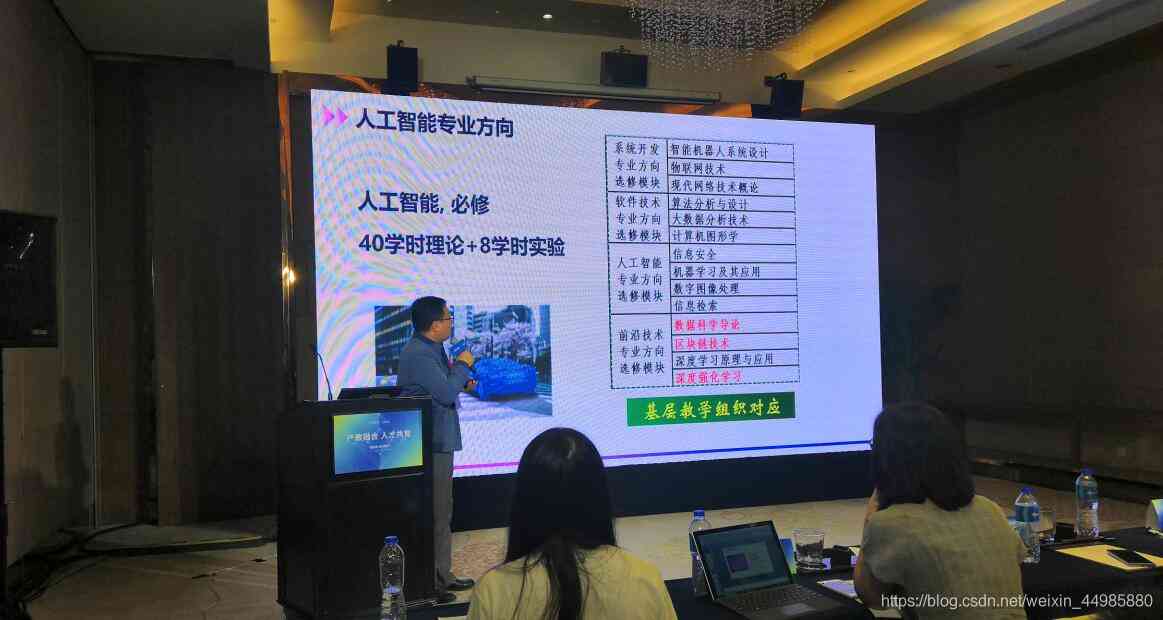 人工智能专业方向
人工智能, 必修
40学时理论+8学时实验
系统开发
专业方向
选修模块
智能机器人系统设计
物联网技术
现代网络技术概论
软件技术
专业方向
选修模块
算法分析与设计
大数据分析技术
计算机图形学
人工智能
专业方向
选修模块
信息安全
机器学习及其应用
数字图像处理
信息检索
前沿技术
专业方向
选修模块
数据科学导论
区块链技术
深度学习原理与应用
深度强化学习
基层教学组织对应
产教融合 人才共育
https://blog.csdn.net/weixin_44985880